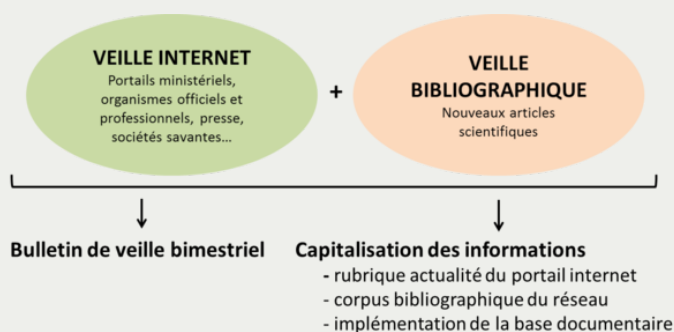 VEILLE INTERNET
Portails ministériels,
organismes officiels et
professionnels, presse,
sociétés savantes...
+
VEILLE
BIBLIOGRAPHIQUE
Nouveaux articles
scientifiques
Bulletin de veille bimestriel
Capitalisation des informations
- rubrique actualité du portail internet
- corpus bibliographique du réseau
- implémentation de la base documentaire